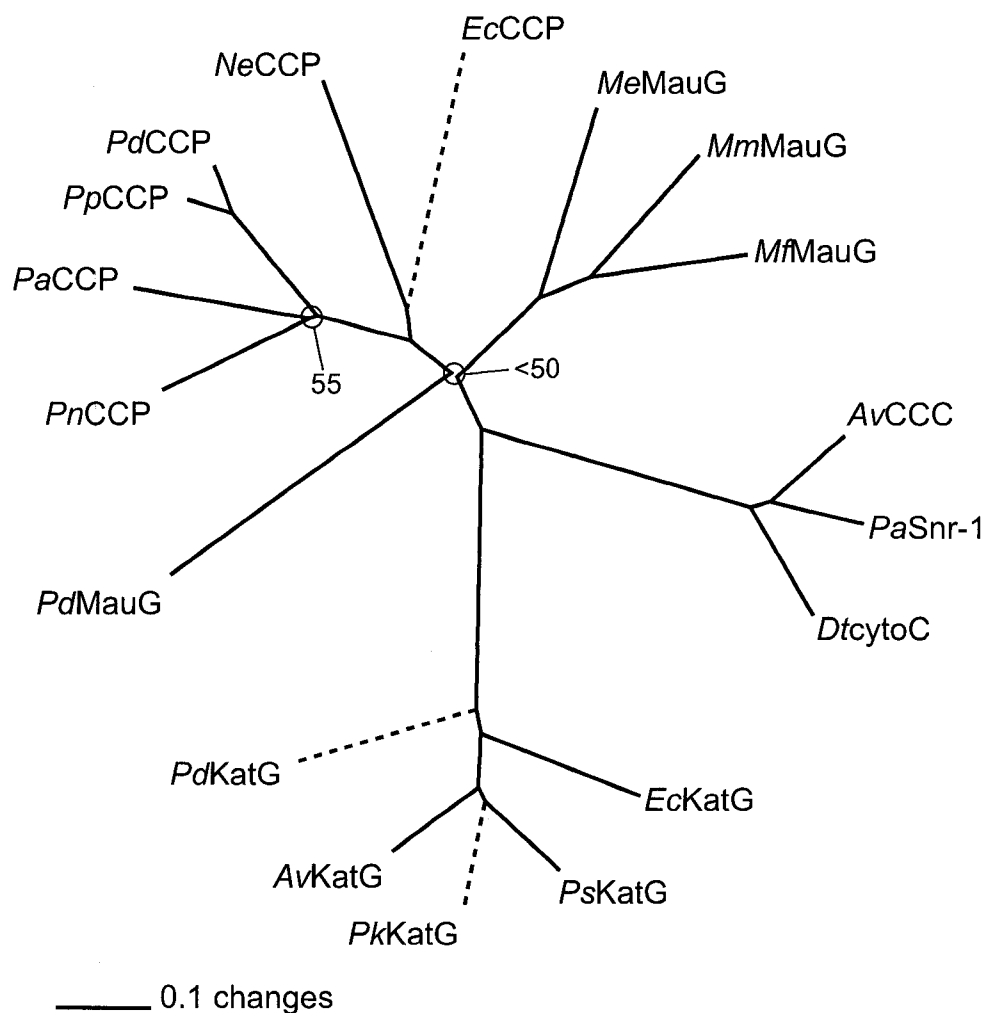 EcCCP
NeCCP
MeMauG
PdCCP
MmMauG
PpCCP
MfMauG
PaCCP
<50
55
PnCCP
AvCCC
PaSnr-1
PdMauG
DtcytoC
PdKatG
EcKatG
AvKatG
PsKatG
PkKatG
0.1 changes